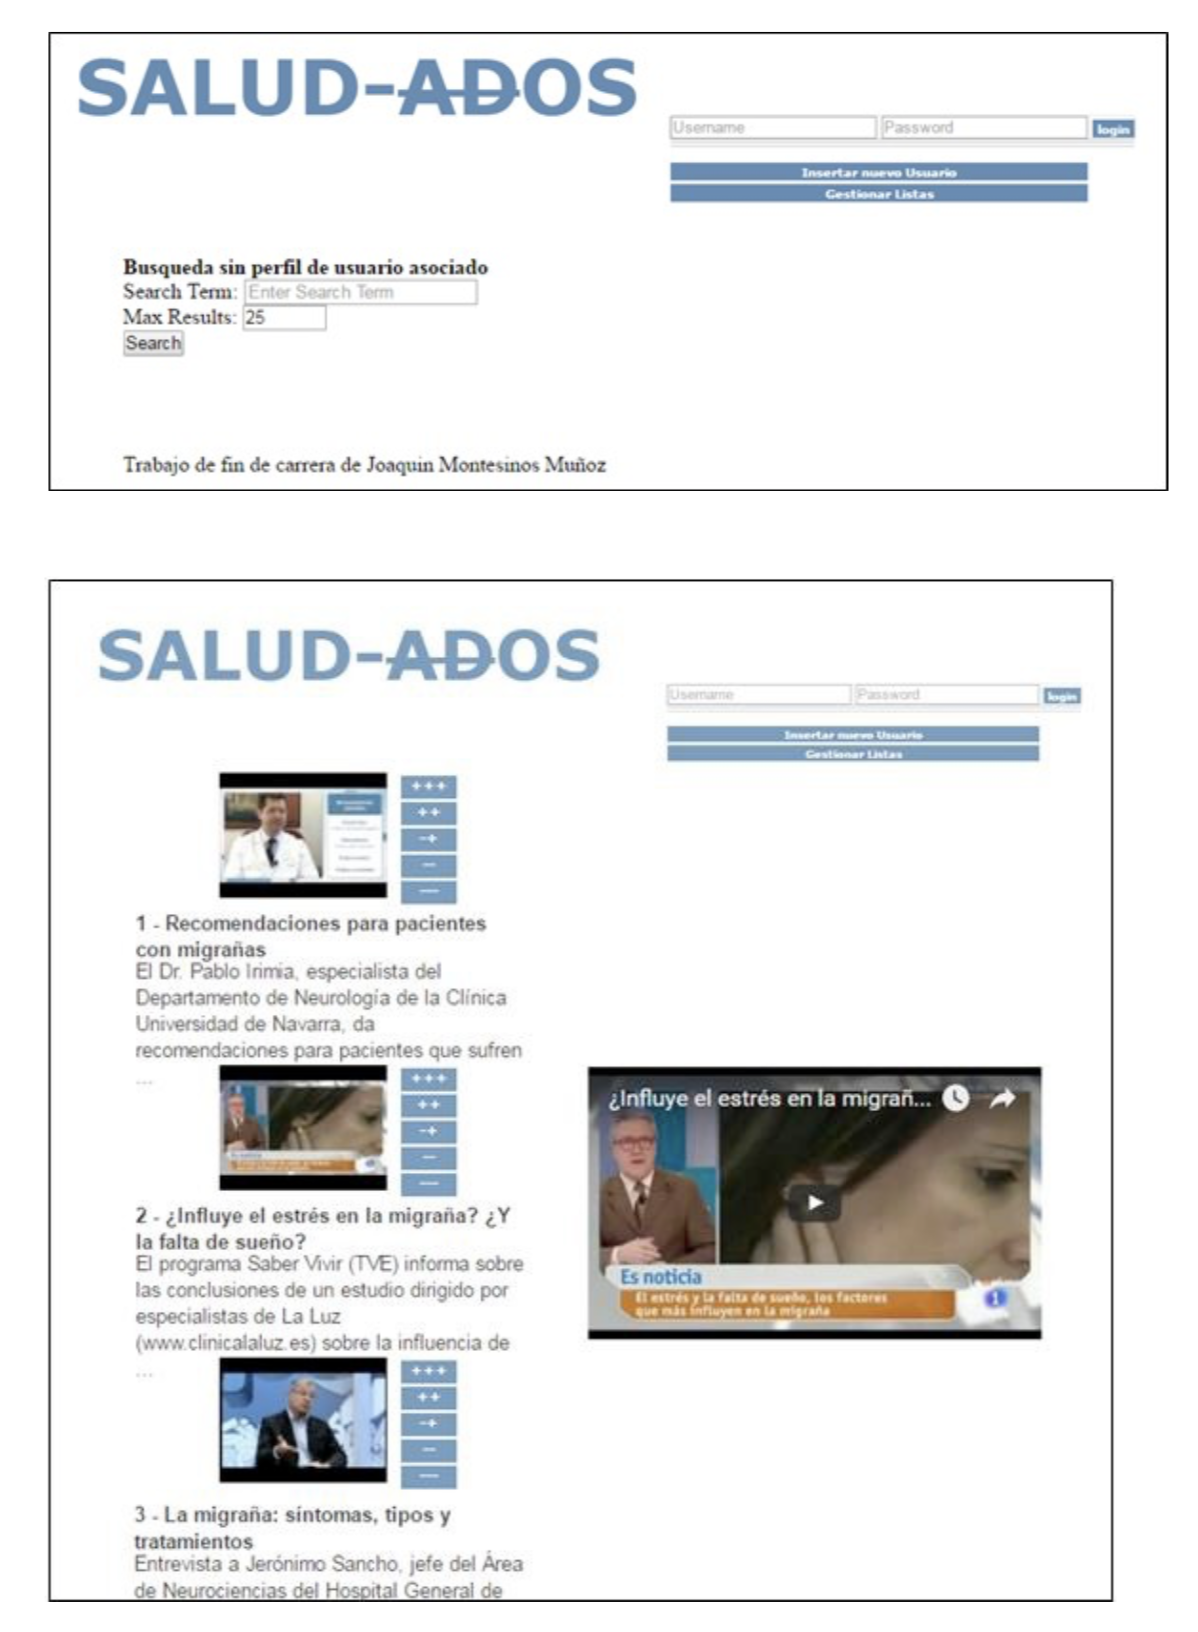 SALUD-ADOS
Username Password login
Insertar nuevo Usuario
Gestionar Listas
Busqueda sin perfil de usuario asociado
Search Term: Enter Search Term
Max Results: 25
Search
Trabajo de fin de carrera de Joaquin Montesinos Muñoz
SALUD-ADOS
Username Password login
Insertar nuevo Usuario
Gestionar Listas
+++
++
-+
--
---
1 - Recomendaciones para pacientes
con migrañas
El Dr. Pablo Irimia, especialista del
Departamento de Neurología de la Clínica
Universidad de Navarra, da
recomendaciones para pacientes que sufren
...
+++
++
-+
--
---
Es noticia
2 - ¿Influye el estrés en la migraña? ¿Y
la falta de sueño?
El programa Saber Vivir (TVE) informa sobre
las conclusiones de un estudio dirigido por
especialistas de La Luz
(www.clinicalaluz.es) sobre la influencia de
...
¿Influye el estrés en la migrañ...
Es noticia
El estrés y la falta de sueño, los factores
que más influyen en la migraña
1
+++
++
-+
--
---
3 - La migraña: síntomas, tipos y
tratamientos
Entrevista a Jerónimo Sancho, jefe del Área
de Neurociencias del Hospital General de